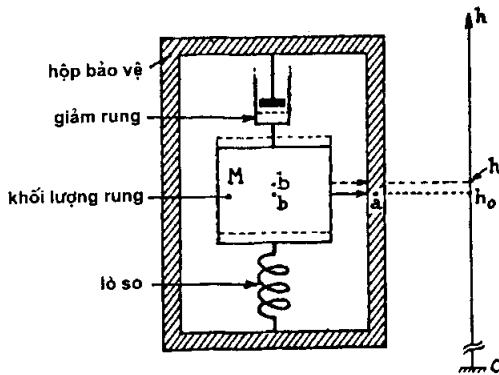 h
hộp bảo vệ
giảm rung
M
b
h
khối lượng rung
b
a
h₀
lò so
O